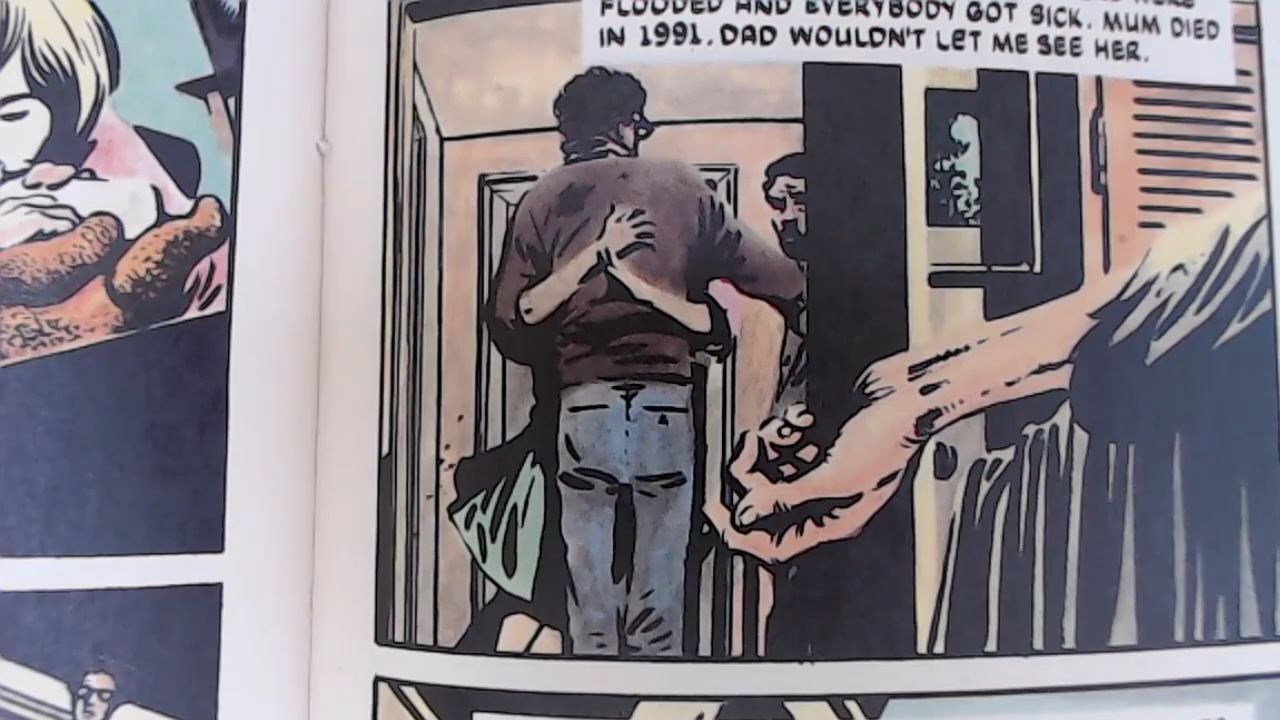 FLOODED AND EVERYBODY GOT SICK. MUM DIED
IN 1991. DAD WOULDN'T LET ME SEE HER.